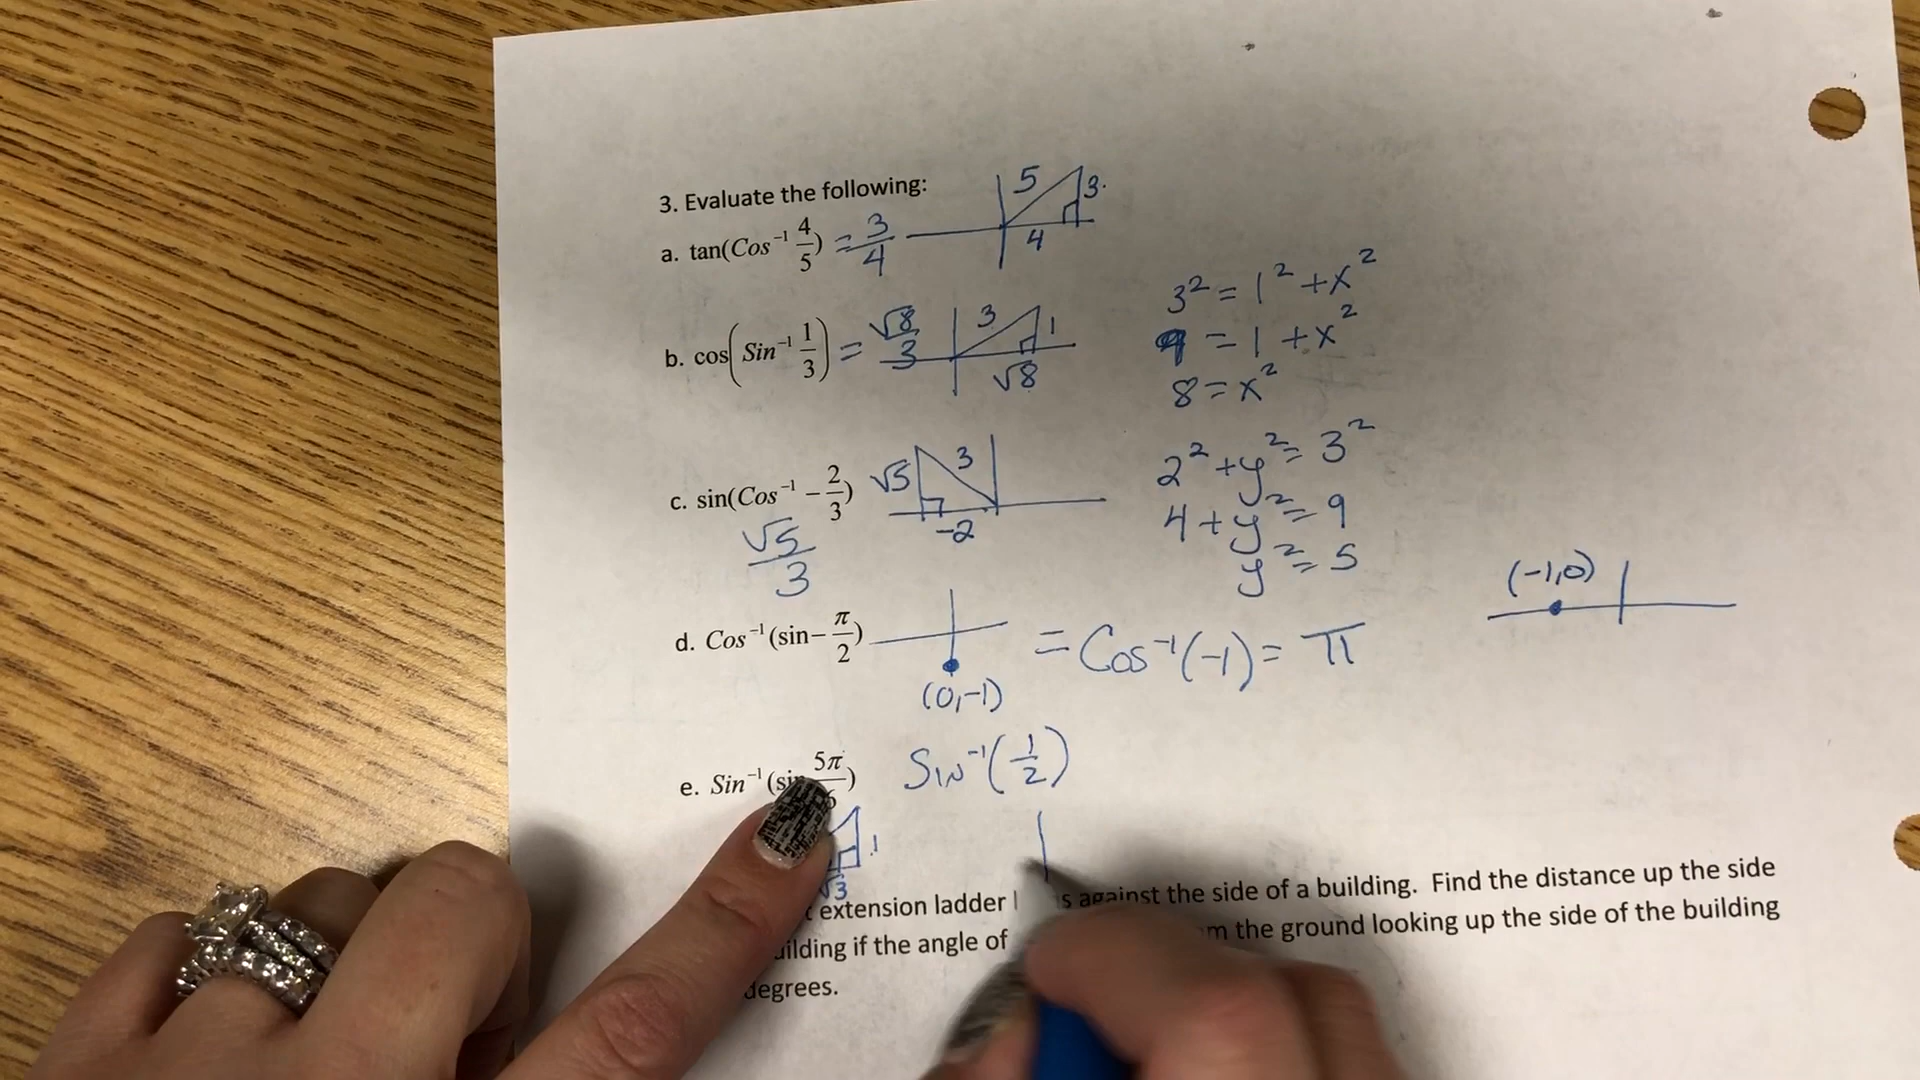 3. Evaluate the following:
a. tan(Cos⁻¹ 4/5) = 3/4
5
3
4
b. cos(Sin⁻¹ 1/3) = √8/3
3
1
√8
3² = 1² + x²
9 = 1 + x²
8 = x²
c. sin(Cos⁻¹ − 2/3)
√5/3
√5
3
-2
2² + y² = 3²
4 + y² = 9
y² = 5
d. Cos⁻¹(sin− π/2)
(0,-1)
= Cos⁻¹(-1) = π
(-1,0)
e. Sin⁻¹(sin 5π/6)
Sin⁻¹(1/2)
1
√3
extension ladder against the side of a building. Find the distance up the side
if the angle of the ground looking up the side of the building
degrees.